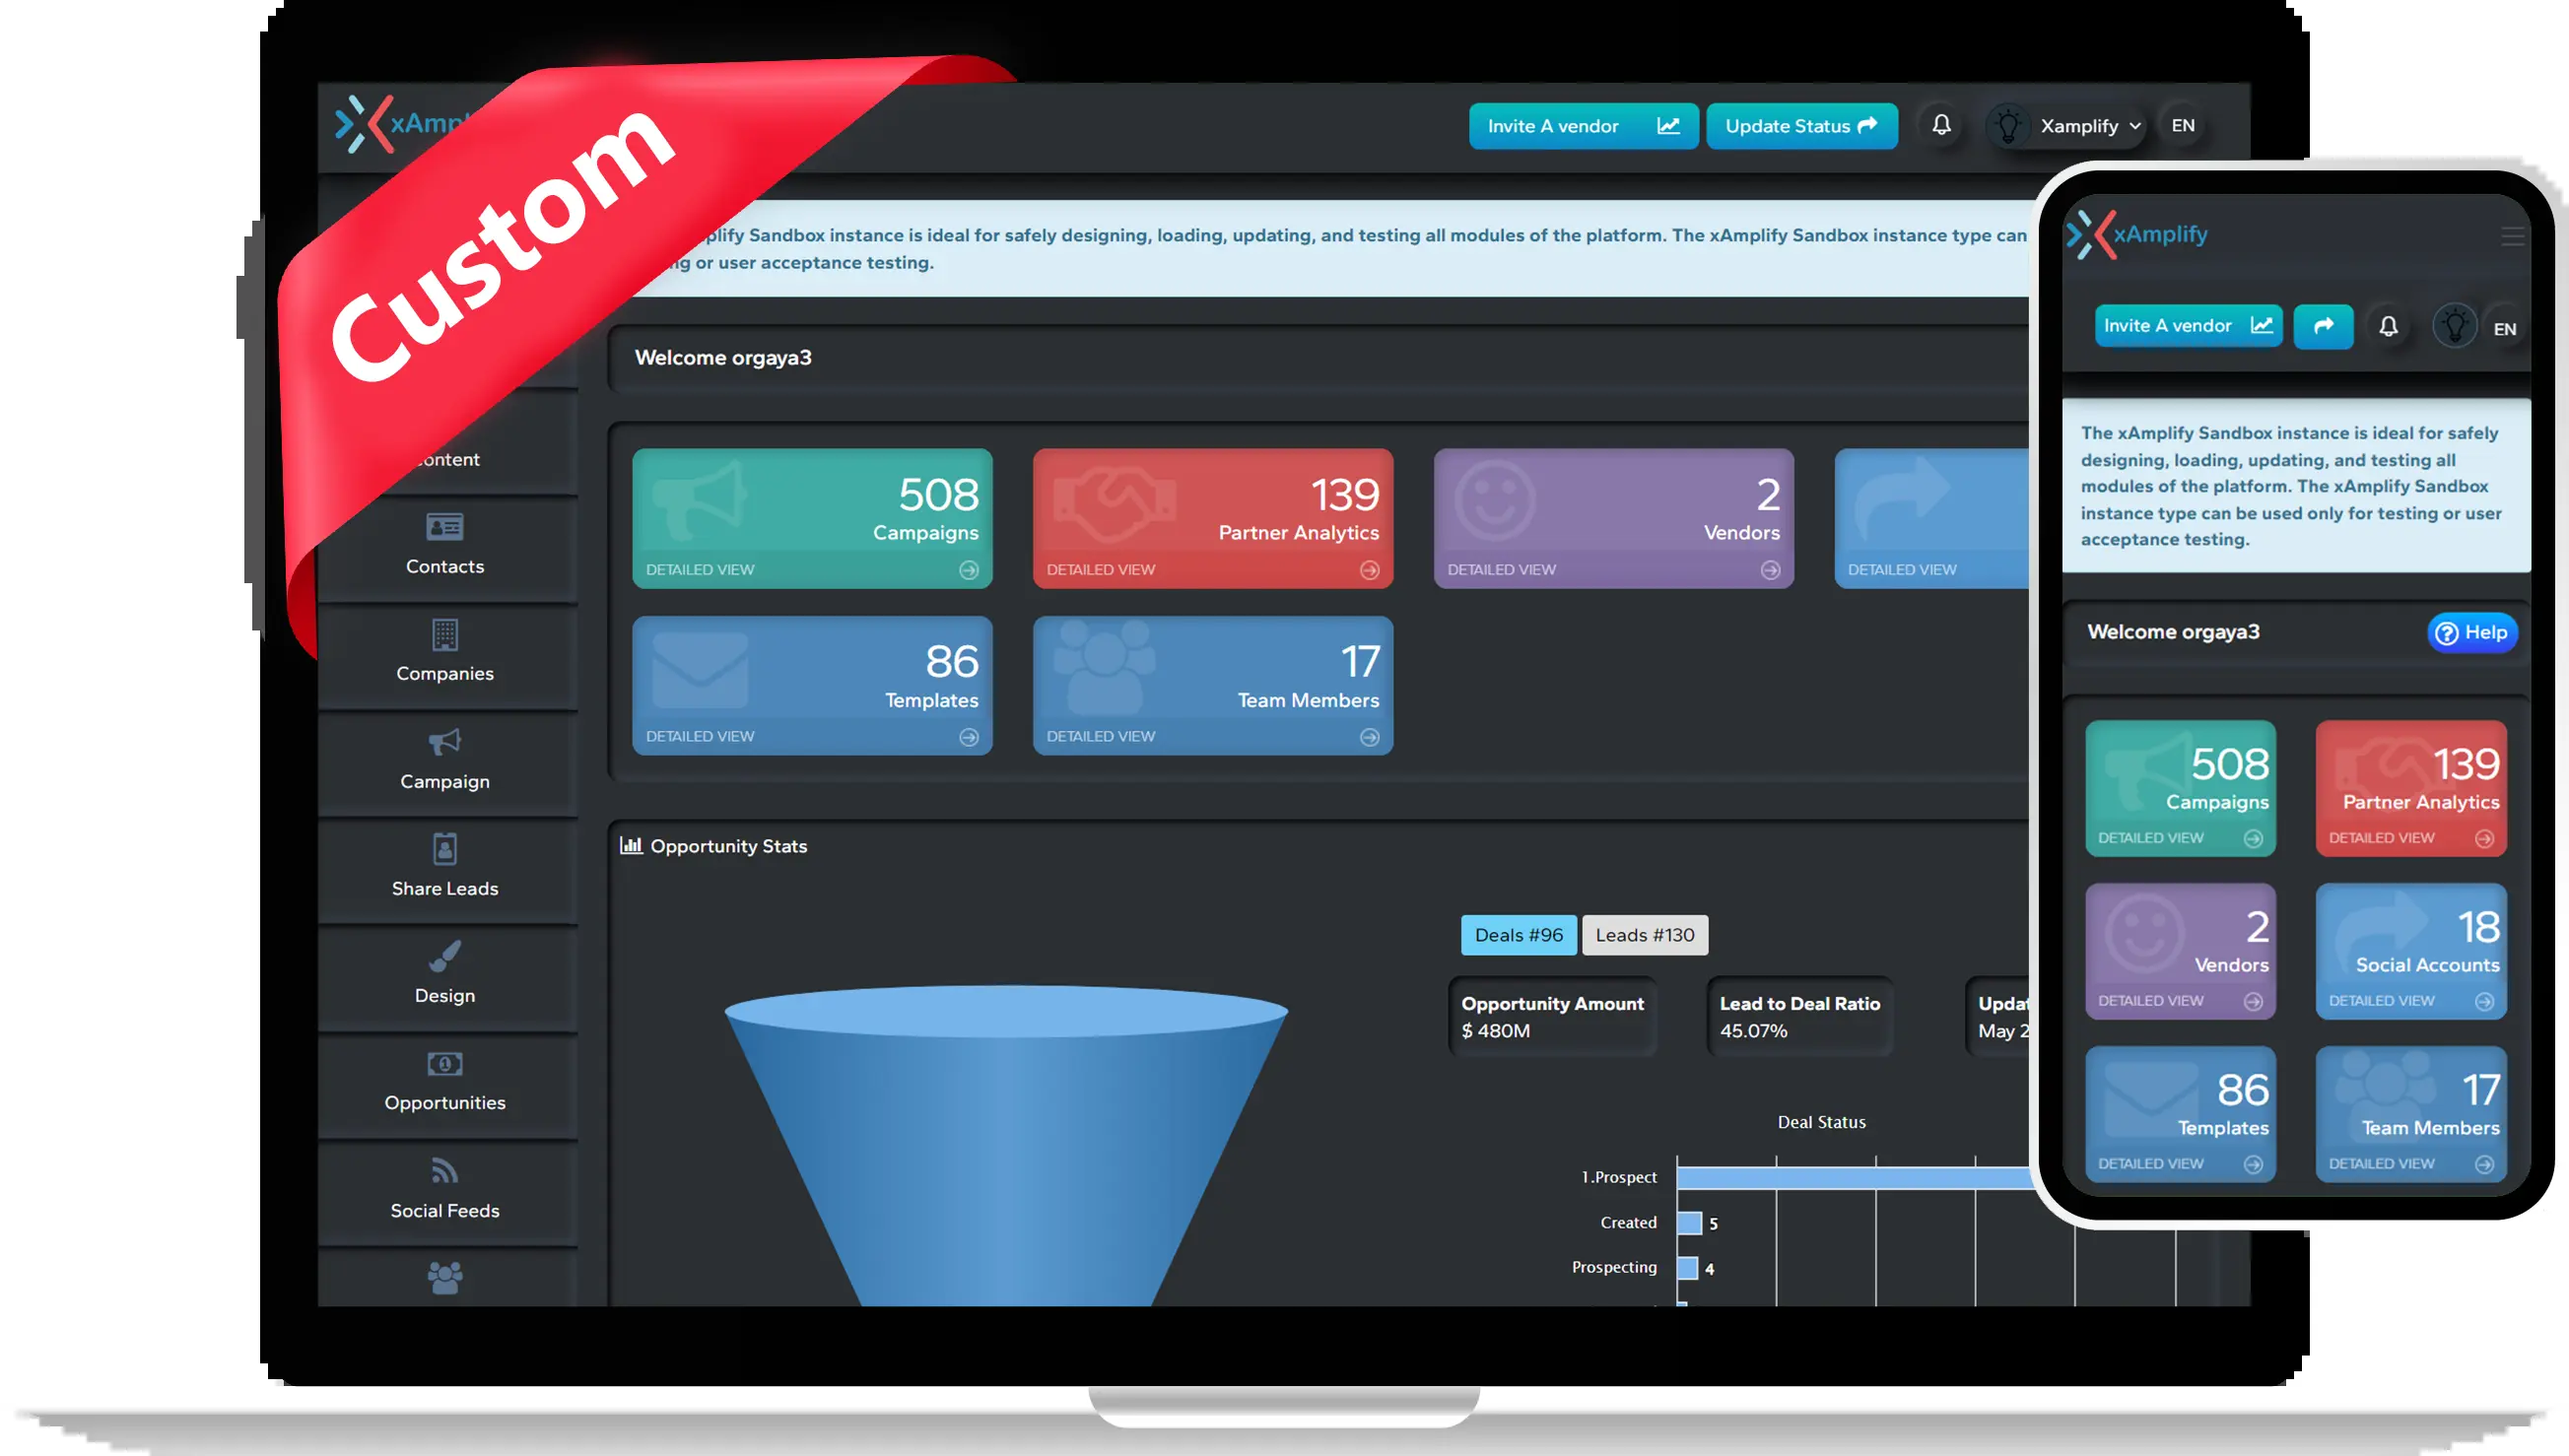 xAmpl
Custom
Invite A vendor
Update Status
Xamplify
EN
plify Sandbox instance is ideal for safely designing, loading, updating, and testing all modules of the platform. The xAmplify Sandbox instance type can
ng or user acceptance testing.
Welcome orgaya3
ontent
Contacts
Companies
Campaign
Share Leads
Design
Opportunities
Social Feeds
508
Campaigns
DETAILED VIEW
139
Partner Analytics
DETAILED VIEW
2
Vendors
DETAILED VIEW
DETAILED VIEW
86
Templates
DETAILED VIEW
17
Team Members
DETAILED VIEW
Opportunity Stats
Deals #96
Leads #130
Opportunity Amount
$ 480M
Lead to Deal Ratio
45.07%
Updat
May 2
Deal Status
1.Prospect
Created 5
Prospecting 4
xAmplify
Invite A vendor
EN
The xAmplify Sandbox instance is ideal for safely
designing, loading, updating, and testing all
modules of the platform. The xAmplify Sandbox
instance type can be used only for testing or user
acceptance testing.
Welcome orgaya3
Help
508
Campaigns
DETAILED VIEW
139
Partner Analytics
DETAILED VIEW
2
Vendors
DETAILED VIEW
18
Social Accounts
DETAILED VIEW
86
Templates
DETAILED VIEW
17
Team Members
DETAILED VIEW